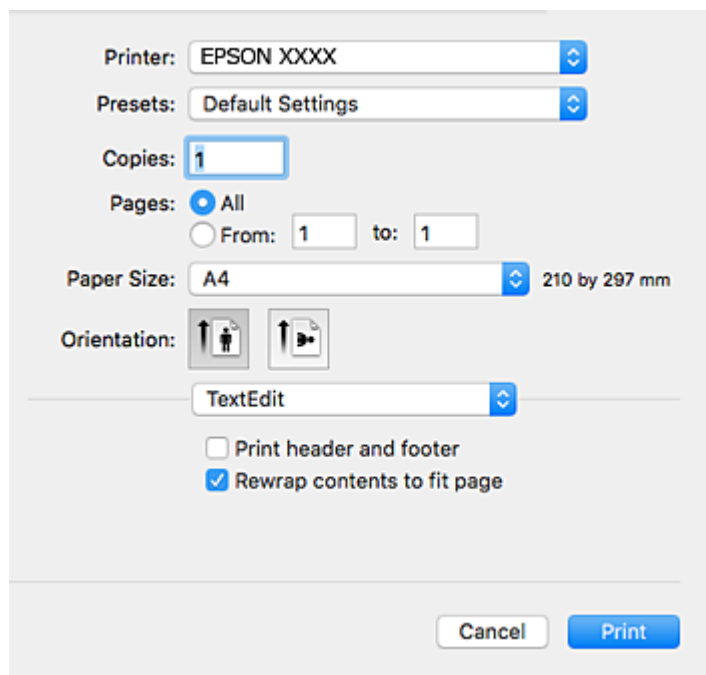 Printer: EPSON XXXX
Presets: Default Settings
Copies: 1
Pages: All
From: 1 to: 1
Paper Size: A4 210 by 297 mm
Orientation:
TextEdit
Print header and footer
Rewrap contents to fit page
Cancel Print